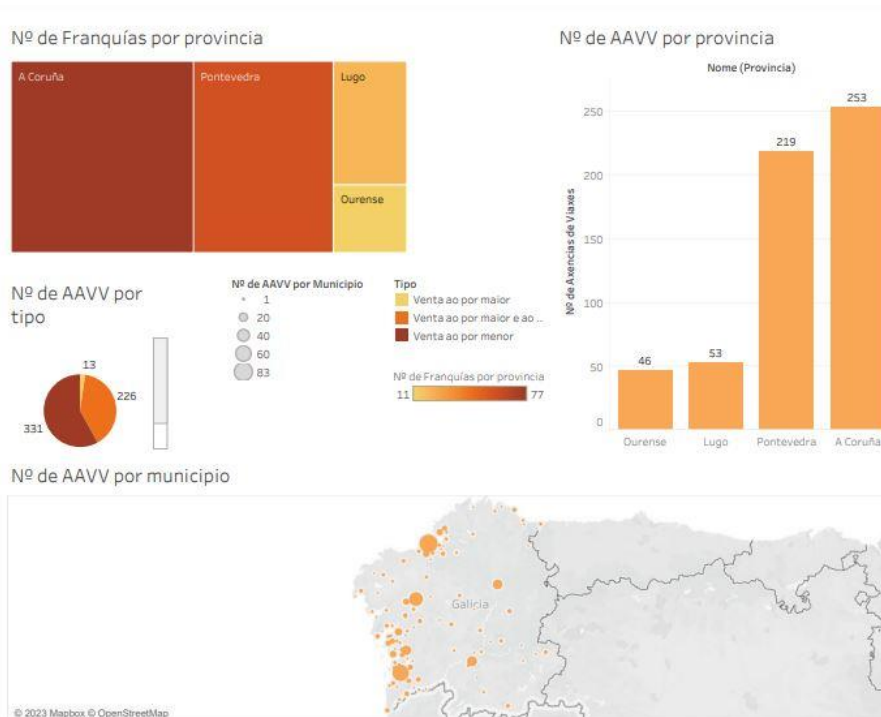 Nº de Franquías por provincia
A Coruña
Pontevedra
Lugo
Ourense
Nº de AAVV por provincia
Nome (Provincia)
Nº de Axencias de Viaxes
250
200
150
100
50
0
46
53
219
253
Ourense
Lugo
Pontevedra
A Coruña
Nº de AAVV por
tipo
13
226
331
Nº de AAVV por Municipio
1
20
40
60
83
Tipo
Venta ao por maior
Venta ao por maior e ao ..
Venta ao por menor
Nº de Franquías por provincia
11
77
Nº de AAVV por municipio
Galicia
© 2023 Mapbox © OpenStreetMap